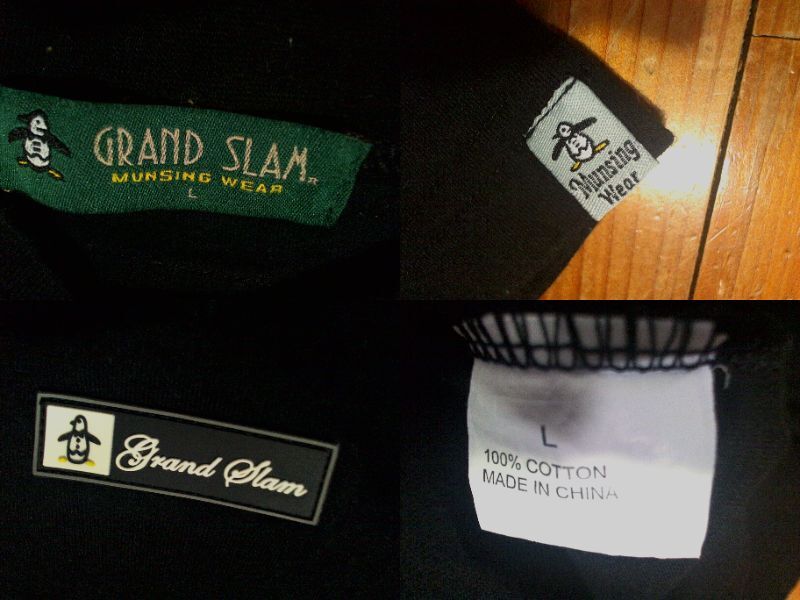 GRAND SLAM
MUNSING WEAR
L
Munsing
Wear
Grand Slam
L
100% COTTON
MADE IN CHINA